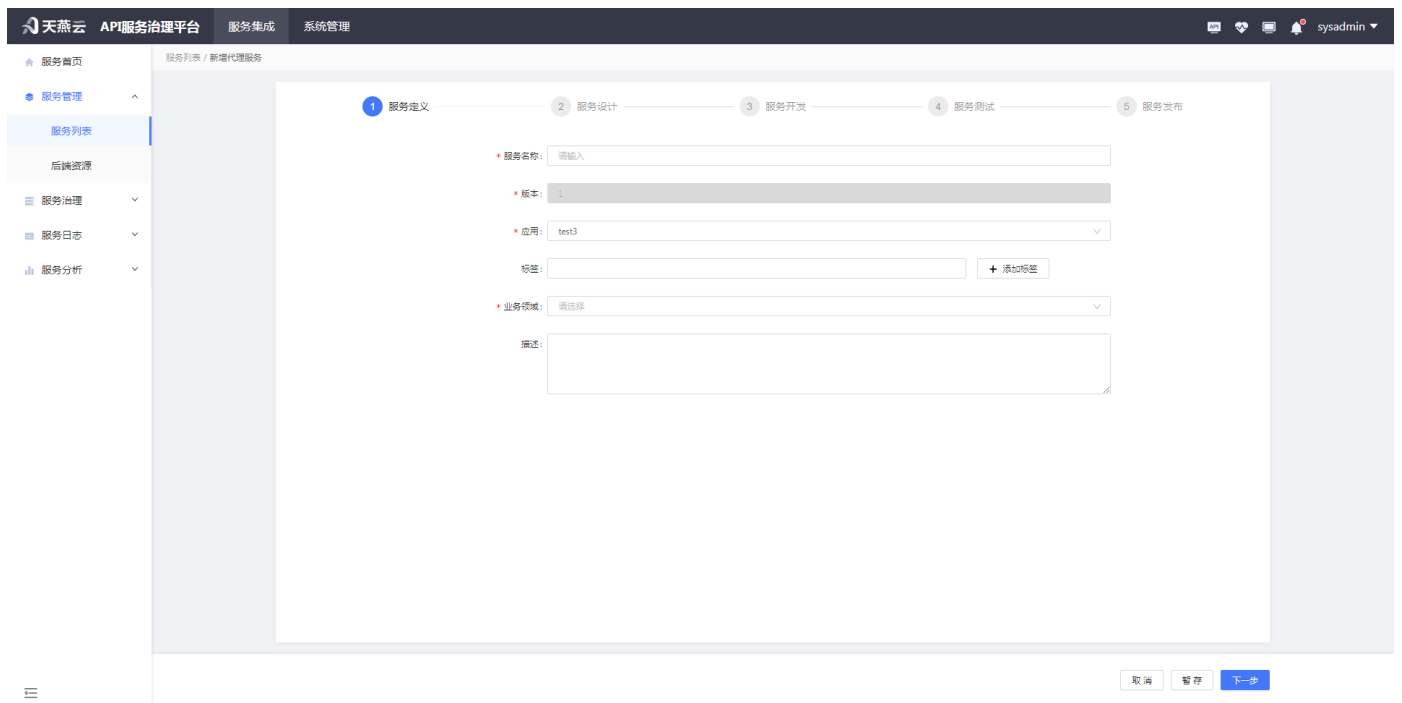 天燕云 API服务治理平台 服务集成 系统管理 API sysadmin
服务首页
服务列表 / 新增代理服务
服务管理
服务列表
后端资源
服务治理
服务日志
服务分析
1 服务定义 2 服务设计 3 服务开发 4 服务测试 5 服务发布
* 服务名称: 请输入
* 版本: 1
* 应用: test3
标签: + 添加标签
* 业务领域: 请选择
描述:
取消 暂存 下一步